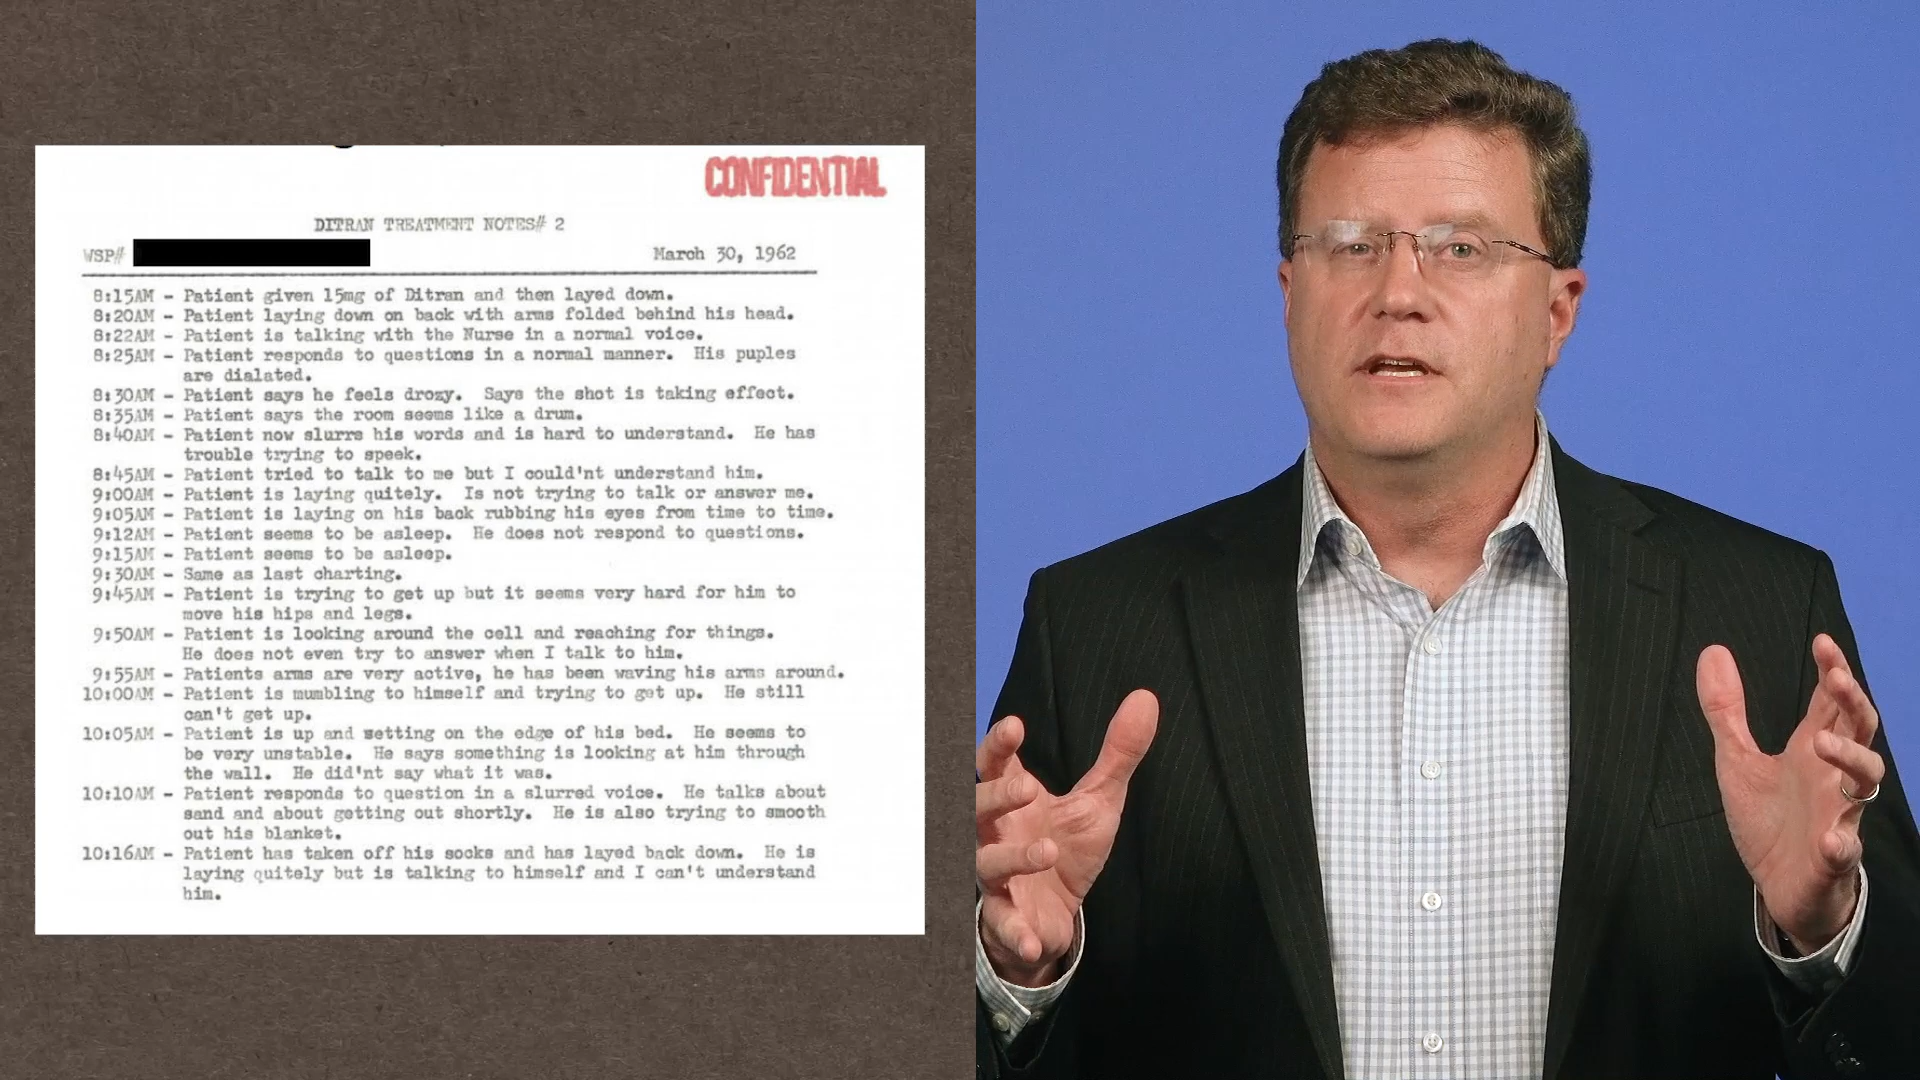 CONFIDENTIAL
DITRAN TREATMENT NOTES# 2
WSP#
March 30, 1962
8:15AM - Patient given 15mg of Ditran and then layed down.
8:20AM - Patient laying down on back with arms folded behind his head.
8:22AM - Patient is talking with the Nurse in a normal voice.
8:25AM - Patient responds to questions in a normal manner. His puples
are dialated.
8:30AM - Patient says he feels drozy. Says the shot is taking effect.
8:35AM - Patient says the room seems like a drum.
8:40AM - Patient now slurrs his words and is hard to understand. He has
trouble trying to speek.
8:45AM - Patient tried to talk to me but I could'nt understand him.
9:00AM - Patient is laying quitely. Is not trying to talk or answer me.
9:05AM - Patient is laying on his back rubbing his eyes from time to time.
9:12AM - Patient seems to be asleep. He does not respond to questions.
9:15AM - Patient seems to be asleep.
9:30AM - Same as last charting.
9:45AM - Patient is trying to get up but it seems very hard for him to
move his hips and legs.
9:50AM - Patient is looking around the cell and reaching for things.
He does not even try to answer when I talk to him.
9:55AM - Patients arms are very active, he has been waving his arms around.
10:00AM - Patient is mumbling to himself and trying to get up. He still
can't get up.
10:05AM - Patient is up and setting on the edge of his bed. He seems to
be very unstable. He says something is looking at him through
the wall. He did'nt say what it was.
10:10AM - Patient responds to question in a slurred voice. He talks about
sand and about getting out shortly. He is also trying to smooth
out his blanket.
10:16AM - Patient has taken off his socks and has layed back down. He is
laying quitely but is talking to himself and I can't understand
him.